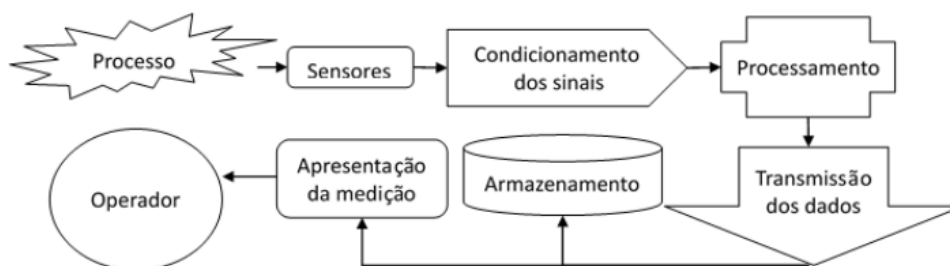 Processo
Sensores
Condicionamento
dos sinais
Processamento
Operador
Apresentação
da medição
Armazenamento
Transmissão
dos dados